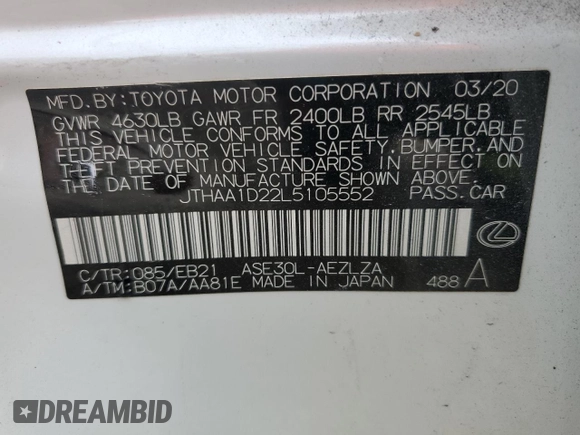 MFD.BY:TOYOTA MOTOR CORPORATION 03/20
GVWR 4630LB GAWR FR 2400LB RR 2545LB
THIS VEHICLE CONFORMS TO ALL APPLICABLE
FEDERAL MOTOR VEHICLE SAFETY,BUMPER,AND
THEFT PREVENTION STANDARDS IN EFFECT ON
THE DATE OF MANUFACTURE SHOWN ABOVE.
JTHAA1D22L5105552 PASS.CAR
C/TR:085/EB21 ASE30L-AEZLZA
A/TM:B07A/AA81E MADE IN JAPAN 488 A
DREAMBID